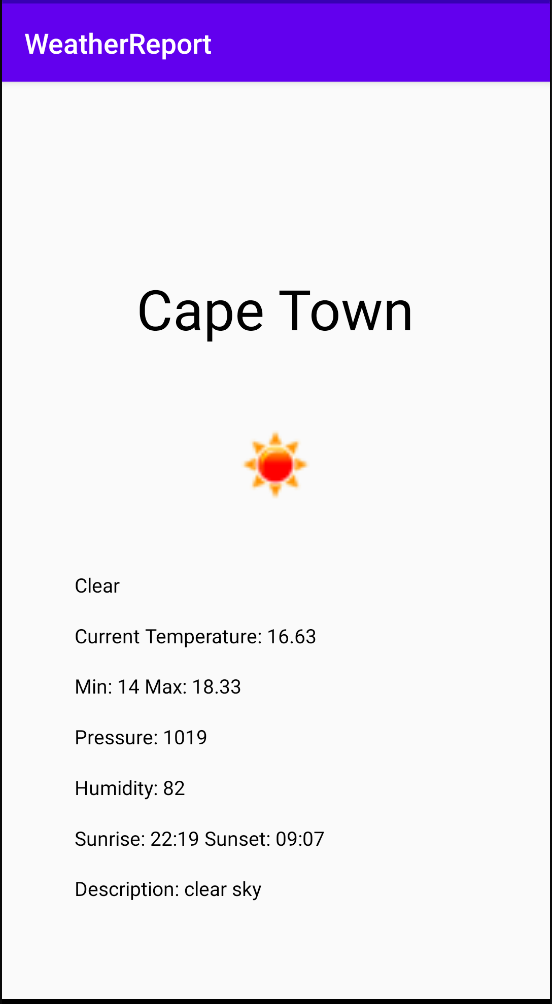 WeatherReport
Cape Town
Clear
Current Temperature: 16.63
Min: 14 Max: 18.33
Pressure: 1019
Humidity: 82
Sunrise: 22:19 Sunset: 09:07
Description: clear sky